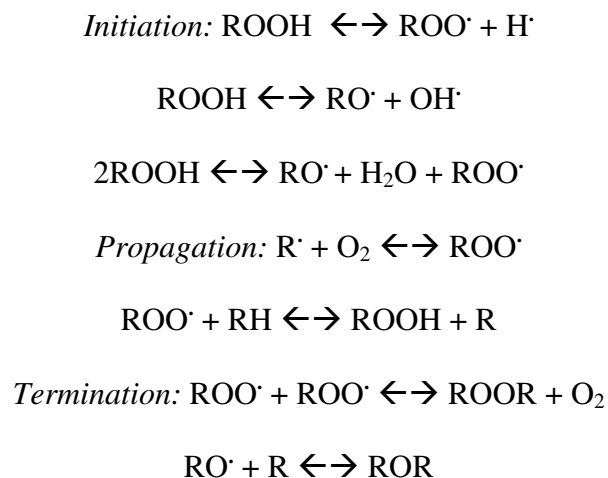 Initiation: ROOH ←→ ROO· + H·
ROOH ←→ RO· + OH·
2ROOH ←→ RO· + H₂O + ROO·
Propagation: R· + O₂ ←→ ROO·
ROO· + RH ←→ ROOH + R
Termination: ROO· + ROO· ←→ ROOR + O₂
RO· + R ←→ ROR